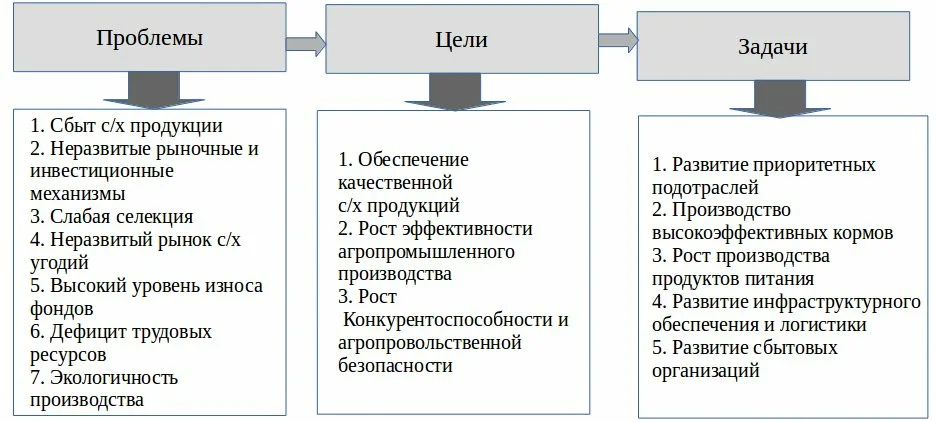 Проблемы
Цели
Задачи
1. Сбыт с/х продукции
2. Неразвитые рыночные и
инвестиционные
механизмы
3. Слабая селекция
4. Неразвитый рынок с/х
угодий
5. Высокий уровень износа
фондов
6. Дефицит трудовых
ресурсов
7. Экологичность
производства
1. Обеспечение
качественной
с/х продукций
2. Рост эффективности
агропромышленного
производства
3. Рост
Конкурентоспособности и
агропровольственной
безопасности
1. Развитие приоритетных
подотраслей
2. Производство
высокоэффективных кормов
3. Рост производства
продуктов питания
4. Развитие инфраструктурного
обеспечения и логистики
5. Развитие сбытовых
организаций